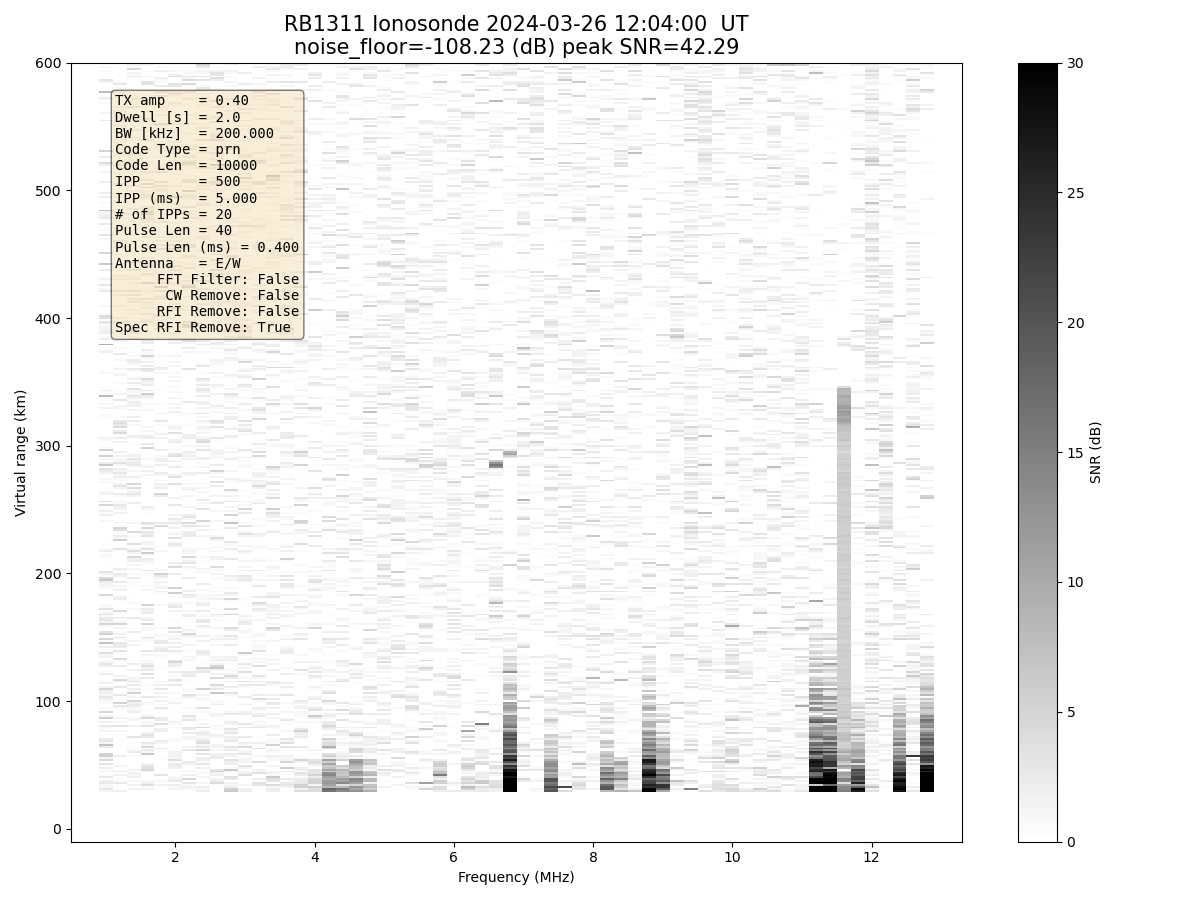 RB1311 Ionosonde 2024-03-26 12:04:00  UT
noise_floor=-108.23 (dB) peak SNR=42.29
600
500
400
300
200
100
0
Virtual range (km)
TX amp    = 0.40
Dwell [s] = 2.0
BW [kHz]  = 200.000
Code Type = prn
Code Len  = 10000
IPP       = 500
IPP (ms)  = 5.000
# of IPPs = 20
Pulse Len = 40
Pulse Len (ms) = 0.400
Antenna   = E/W
FFT Filter: False
CW Remove: False
RFI Remove: False
Spec RFI Remove: True
2 4 6 8 10 12
Frequency (MHz)
30
25
20
15
10
5
0
SNR (dB)